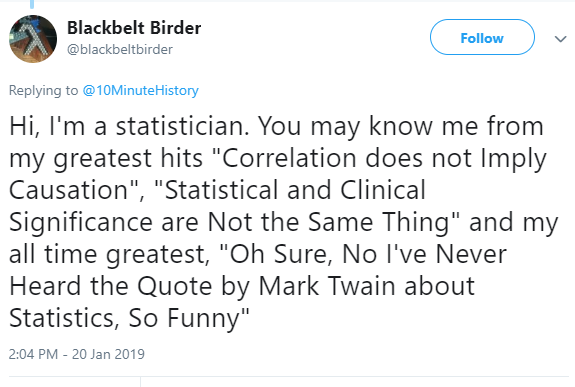 Blackbelt Birder
@blackbeltbirder
Follow
Replying to @10MinuteHistory
Hi, I'm a statistician. You may know me from
my greatest hits "Correlation does not Imply
Causation", "Statistical and Clinical
Significance are Not the Same Thing" and my
all time greatest, "Oh Sure, No I've Never
Heard the Quote by Mark Twain about
Statistics, So Funny"
2:04 PM - 20 Jan 2019